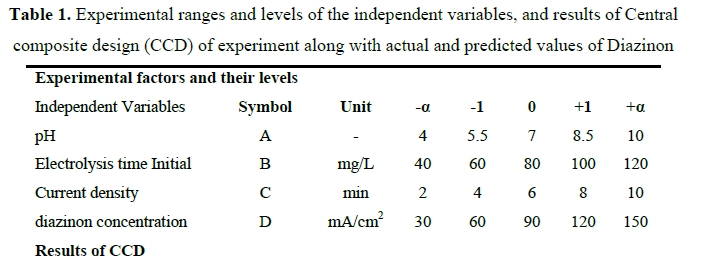 Table 1. Experimental ranges and levels of the independent variables, and results of Central
composite design (CCD) of experiment along with actual and predicted values of Diazinon
Experimental factors and their levels
Independent Variables Symbol Unit -α -1 0 +1 +α
pH A - 4 5.5 7 8.5 10
Electrolysis time Initial B mg/L 40 60 80 100 120
Current density C min 2 4 6 8 10
diazinon concentration D mA/cm² 30 60 90 120 150
Results of CCD